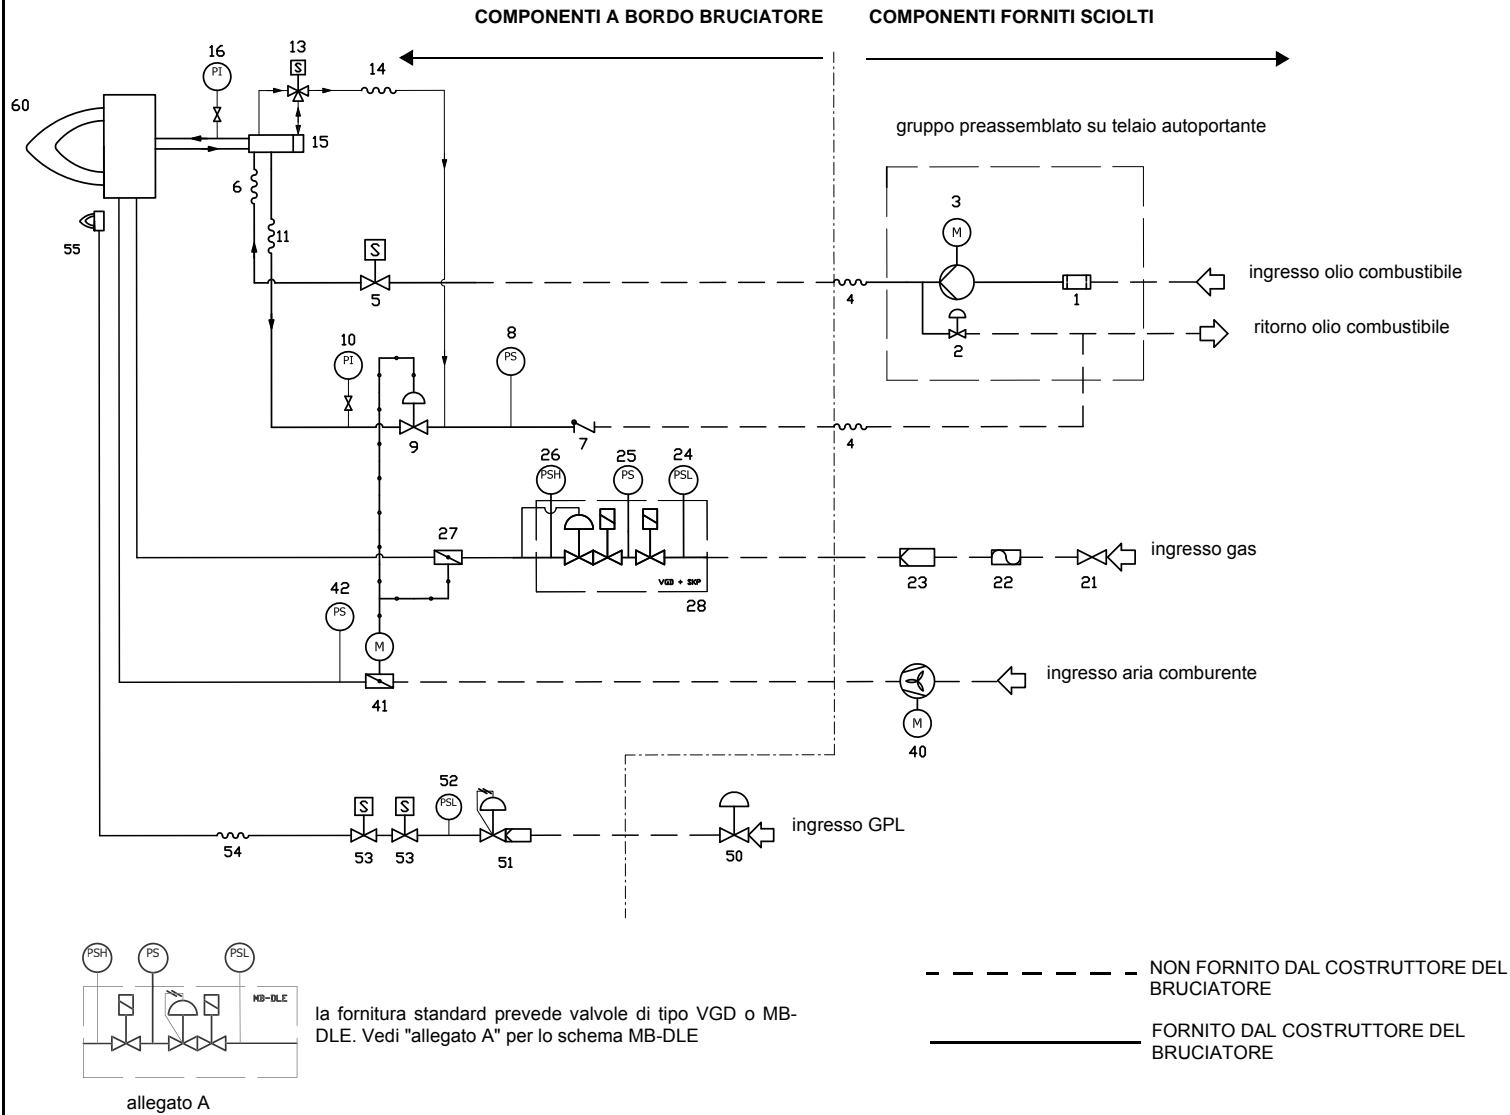 COMPONENTI A BORDO BRUCIATORE
COMPONENTI FORNITI SCIOLTI
16
PI
13
S
14
60
15
gruppo preassemblato su telaio autoportante
6
11
55
3
M
S
5
4
1
ingresso olio combustibile
2
ritorno olio combustibile
10
PI
8
PS
9
7
4
26
PSH
25
PS
24
PSL
27
VGD + SKP
28
23
22
21
ingresso gas
42
PS
M
41
M
40
ingresso aria comburente
S
S
52
PSL
54
53
53
51
50
ingresso GPL
PSH
PS
PSL
MB-DLE
la fornitura standard prevede valvole di tipo VGD o MB-
DLE. Vedi "allegato A" per lo schema MB-DLE
allegato A
NON FORNITO DAL COSTRUTTORE DEL
BRUCIATORE
FORNITO DAL COSTRUTTORE DEL
BRUCIATORE